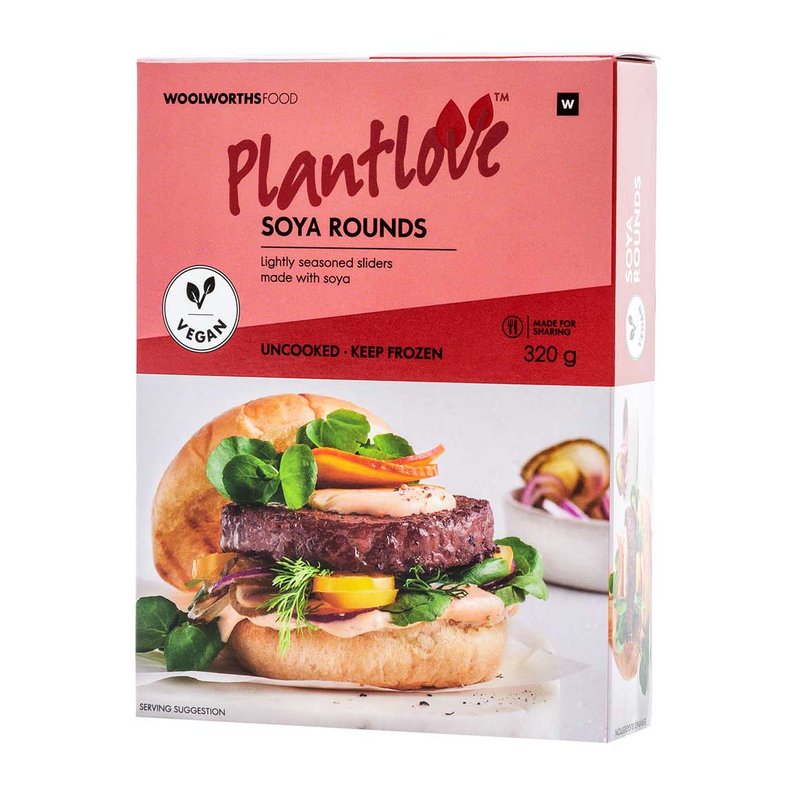 WOOLWORTHSFOOD
W
Plantlove™
SOYA ROUNDS
Lightly seasoned sliders
made with soya
VEGAN
MADE FOR
SHARING
UNCOOKED · KEEP FROZEN
320 g
SERVING SUGGESTION
SOYA
ROUNDS